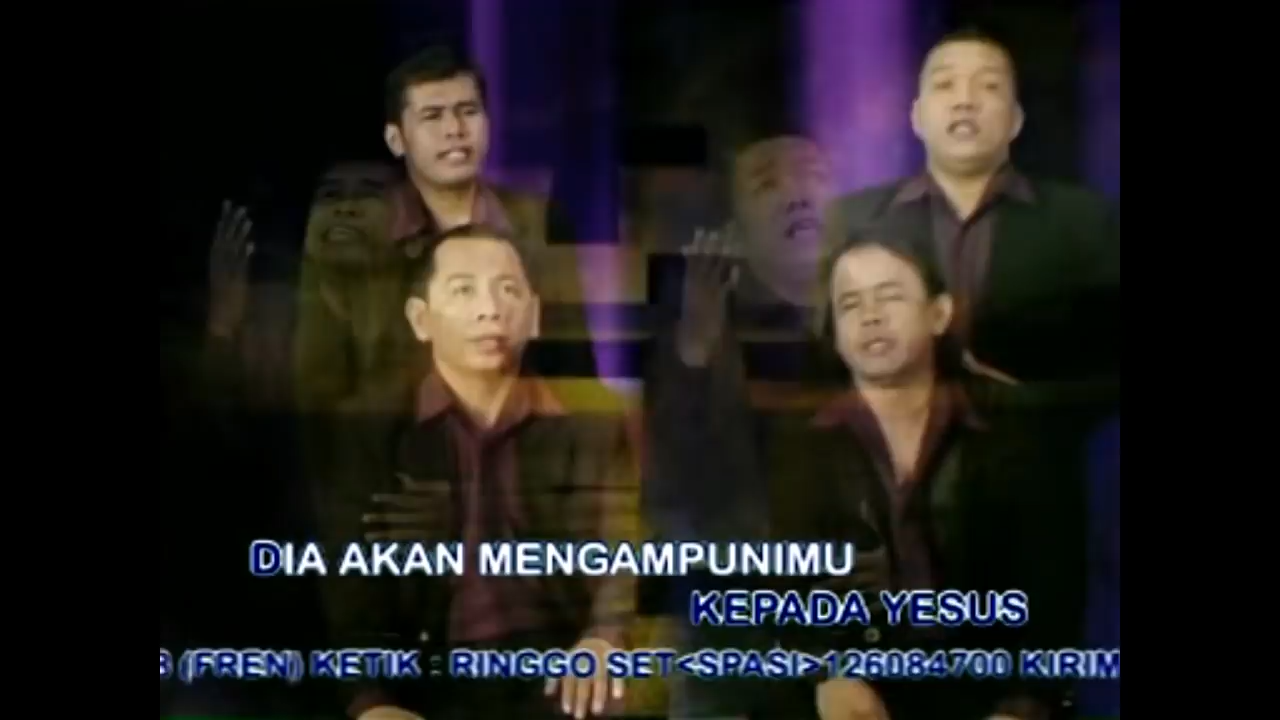 DIA AKAN MENGAMPUNIMU
KEPADA YESUS
(FREN) KETIK : RINGGO SET<SPASI>126084700 KIRIM